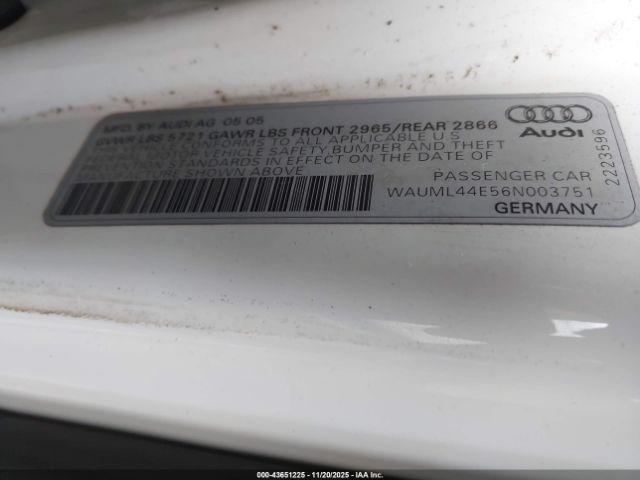 MFD. BY AUDI AG 05 05
GVWR LBS 5721 GAWR LBS FRONT 2965/REAR 2866
THIS VEHICLE CONFORMS TO ALL APPLICABLE U S
FEDERAL MOTOR VEHICLE SAFETY, BUMPER AND THEFT
PREVENTION STANDARDS IN EFFECT ON THE DATE
OF MANUFACTURE SHOWN ABOVE
PASSENGER CAR
WAUML44E56N003751
GERMANY
Audi
2223596
000-43651225 - 11/20/2025 - IAAI.com